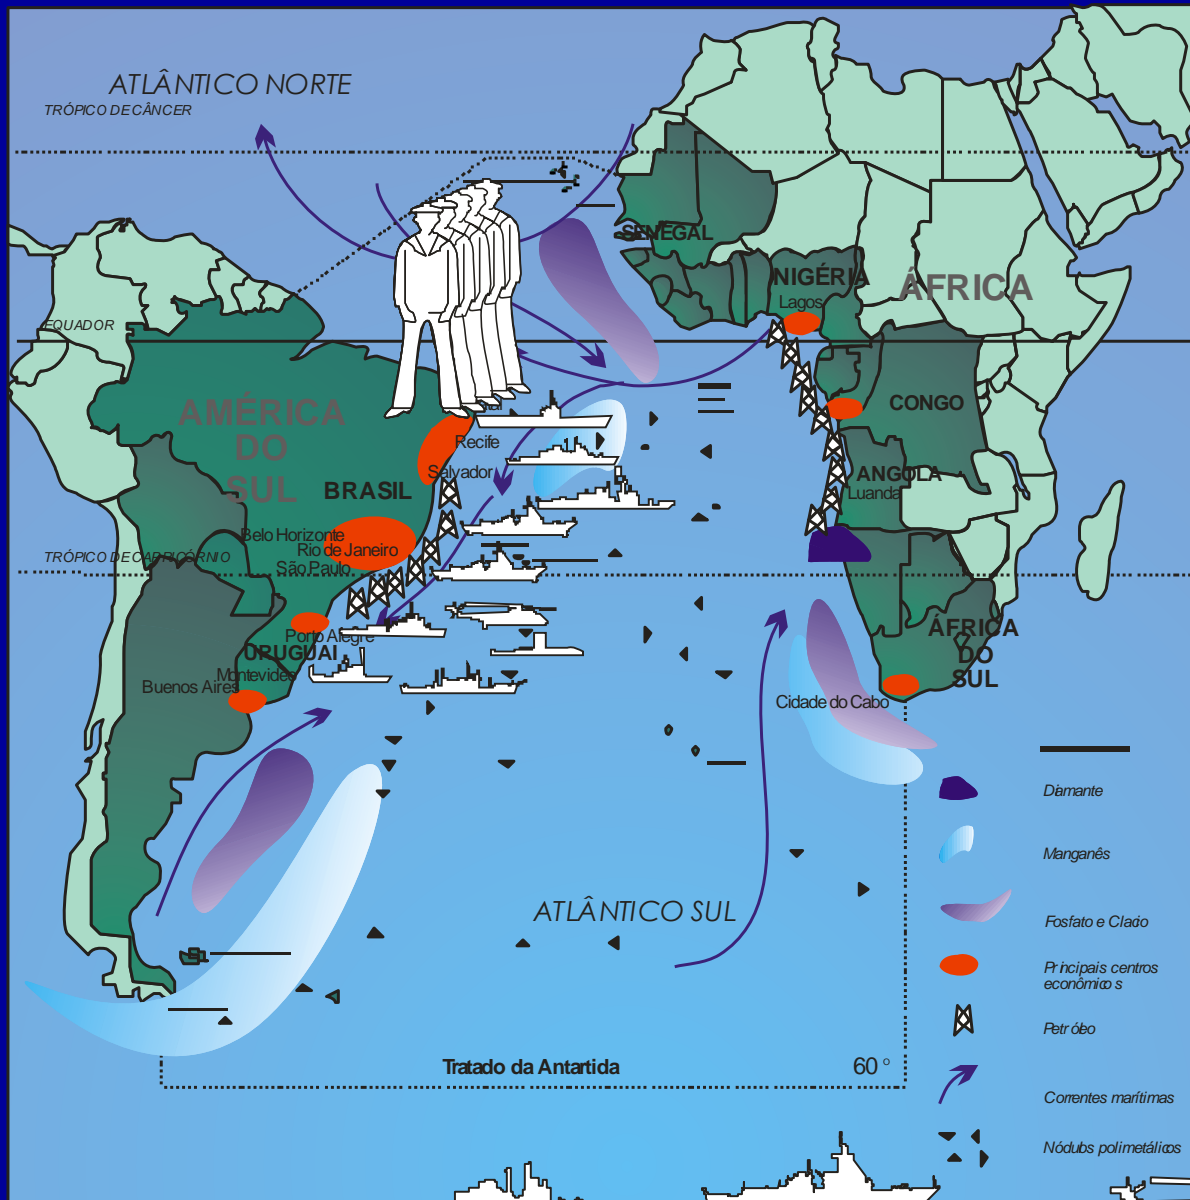 ATLÂNTICO NORTE
TRÓPICO DE CÂNCER
SENEGAL
NIGÉRIA
ÁFRICA
Lagos
EQUADOR
CONGO
AMÉRICA
DO
SUL
Recife
Salvador
BRASIL
ANGOLA
Luanda
Belo Horizonte
Rio de Janeiro
TRÓPICO DE CAPRICÓRNIO
São Paulo
Porto Alegre
URUGUAI
Montevideo
Buenos Aires
ÁFRICA
DO
SUL
Cidade do Cabo
Diamante
Manganês
ATLÂNTICO SUL
Fosfato e Claćio
Principais centros
econômicos
Petróleo
Tratado da Antartida
60 °
Correntes marítimas
Nódubs polimetálicos